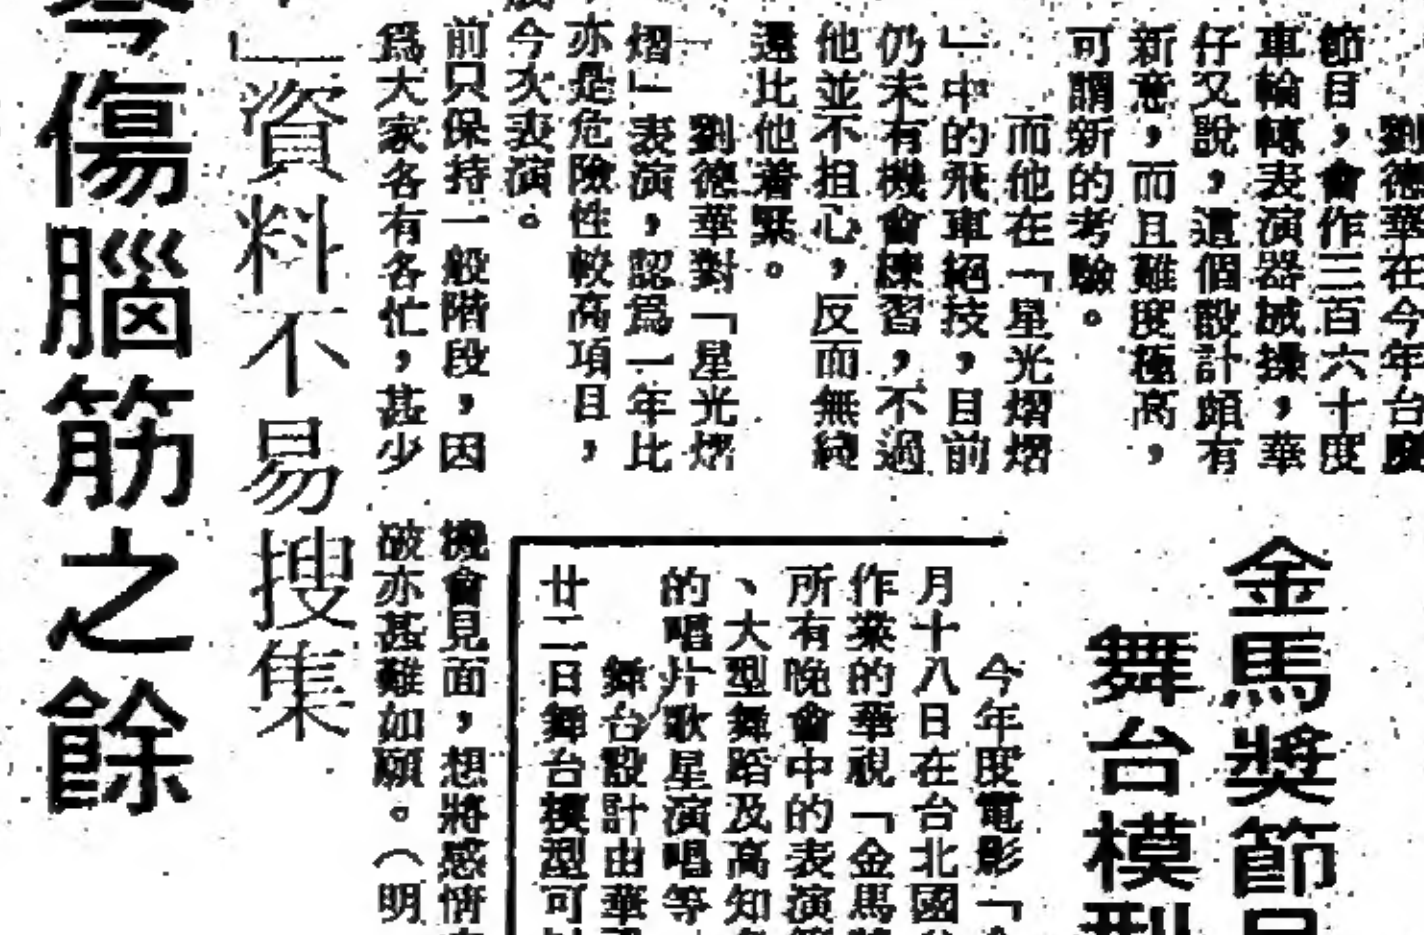 劉德華在今年台慶
節目，會作三百六十度
車輪轉表演器械操，華
仔又說，這個設計頗有
新意，而且難度極高，
可謂新的考驗。
而他在「星光熠熠
」中的飛車絕技，目前
仍未有機會練習，不過
他並不担心，反而無綫
還比他着緊。
劉德華對「星光熠
熠」表演，認爲一年比
亦是危險性較高項目，
今次表演。
前只保持一般階段，因
爲大家各有各忙，甚少
機會見面，想將感情
破亦甚難如願。（明
」資料不易搜集
傷腦筋之餘
金馬獎節
舞台模型
今年度電影「
月十八日在台北國
作業的華視「金馬
所有晚會中的表演
、大型舞蹈及高知
的唱片歌星演唱等
舞台設計由華
廿二日舞台模型可